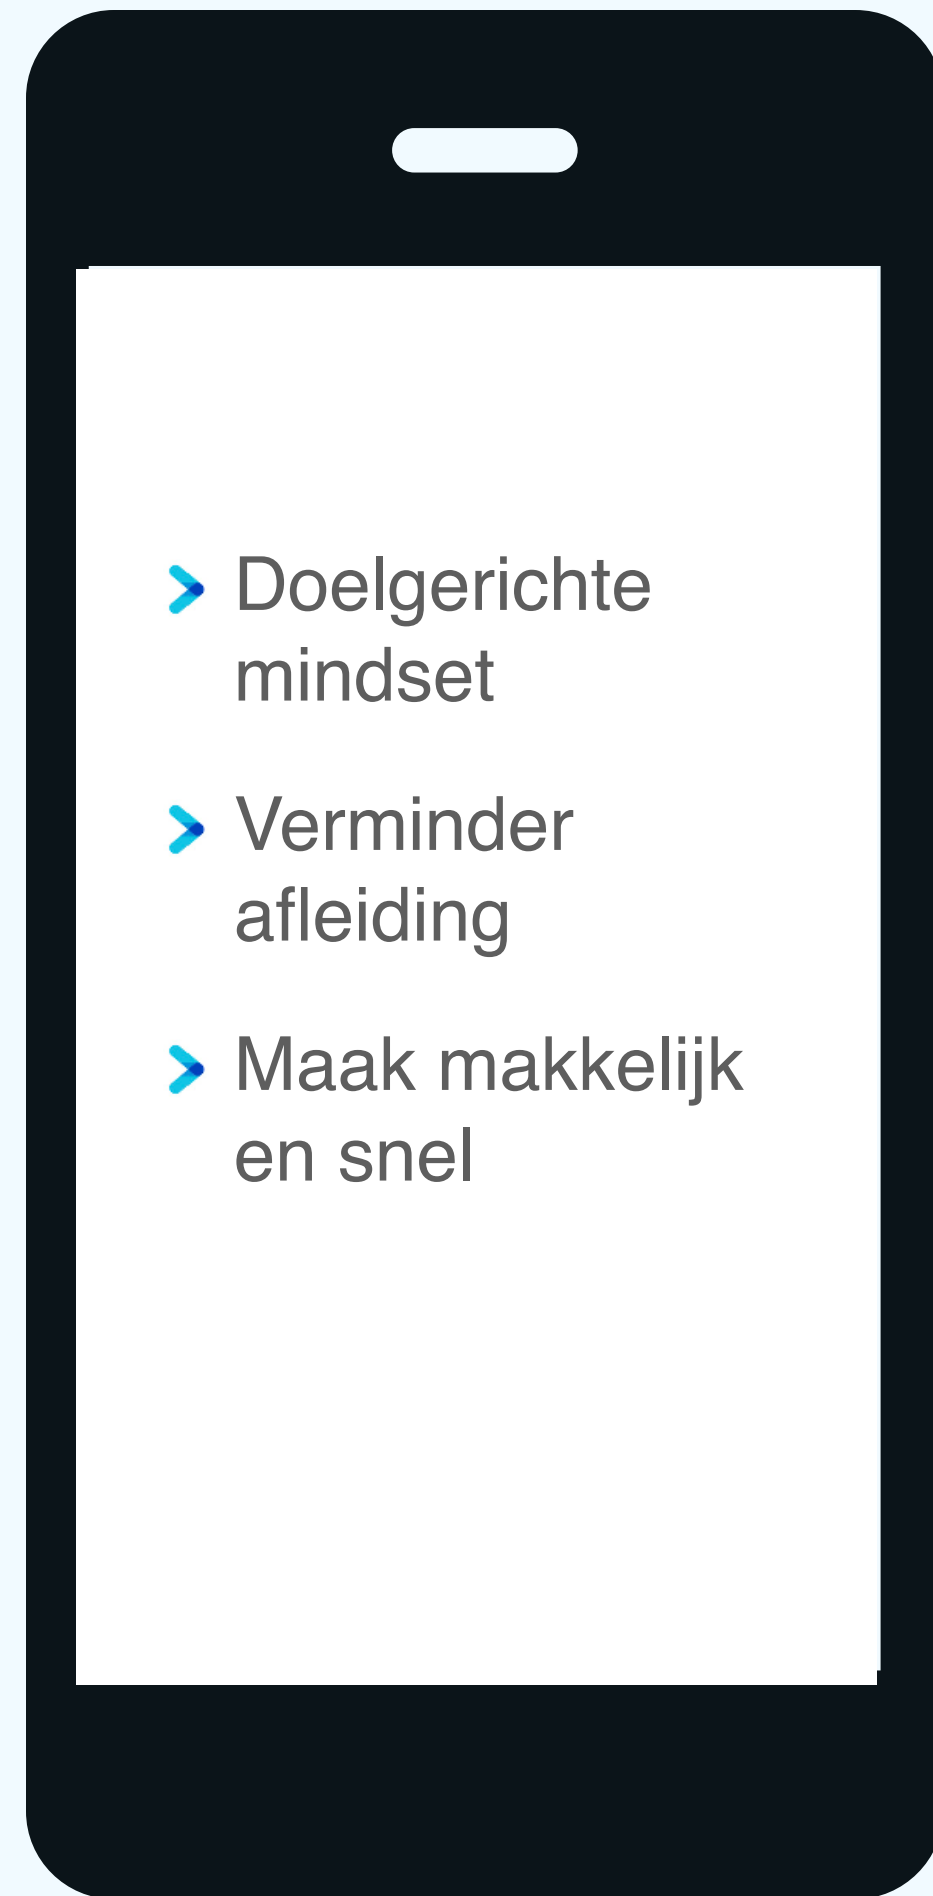 Doelgerichte
mindset
Verminder
afleiding
Maak makkelijk
en snel